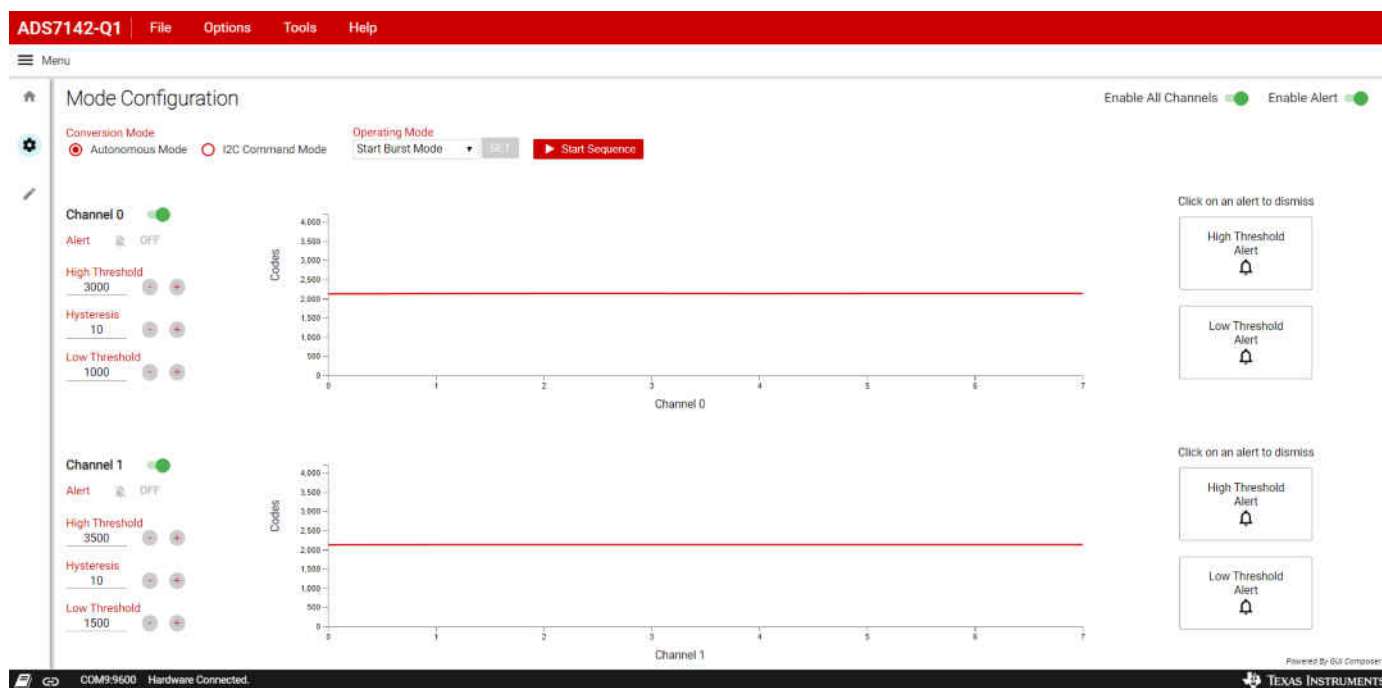 ADS7142-Q1 File Options Tools Help
Menu
Mode Configuration
Enable All Channels Enable Alert
Conversion Mode
Autonomous Mode I2C Command Mode
Operating Mode
Start Burst Mode SET Start Sequence
Channel 0
Alert OFF
High Threshold
3000 - +
Hysteresis
10 - +
Low Threshold
1000 - +
Codes
4,000
3,500
3,000
2,500
2,000
1,500
1,000
500
0
0 1 2 3 4 5 6 7
Channel 0
Click on an alert to dismiss
High Threshold
Alert
Low Threshold
Alert
Channel 1
Alert OFF
High Threshold
3500 - +
Hysteresis
10 - +
Low Threshold
1500 - +
Codes
4,000
3,500
3,000
2,500
2,000
1,500
1,000
500
0
0 1 2 3 4 5 6 7
Channel 1
Click on an alert to dismiss
High Threshold
Alert
Low Threshold
Alert
Powered By GUI Composer
COM9:9600 Hardware Connected.
TEXAS INSTRUMENTS